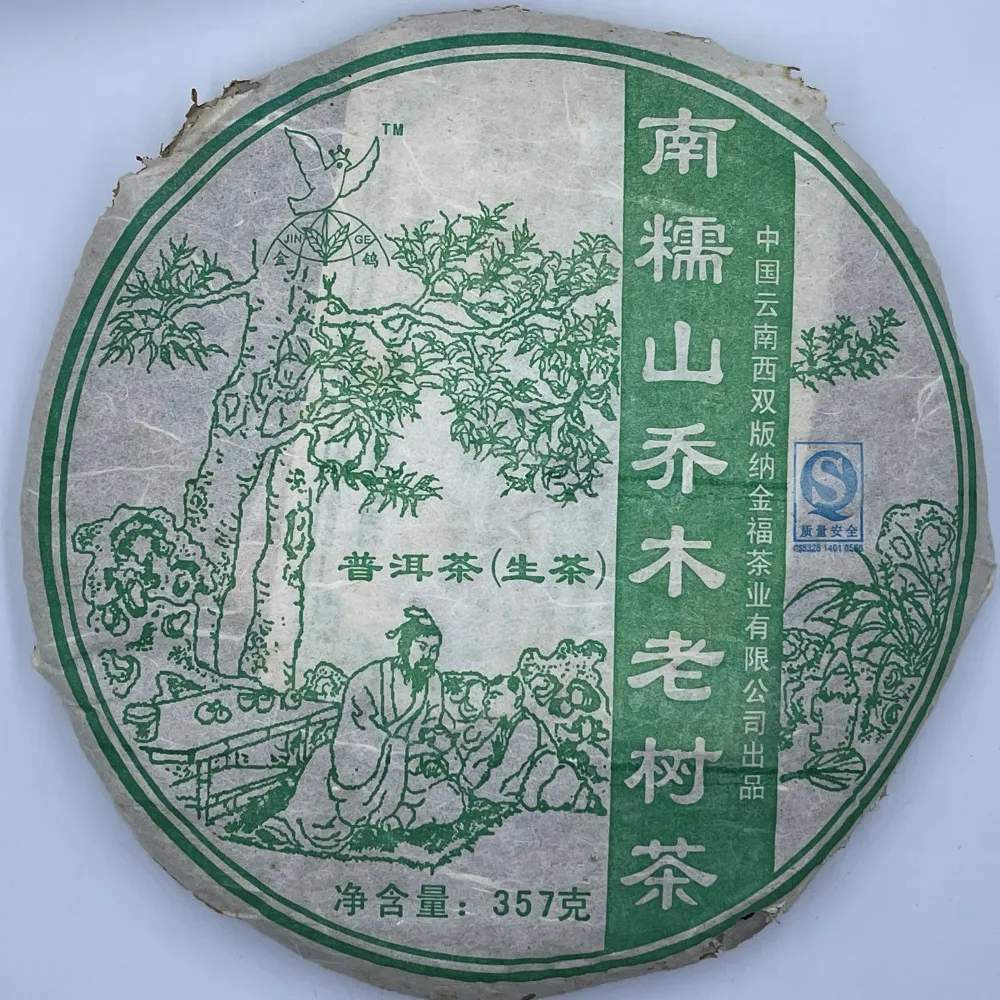 TM
JIN GE
金 鸽
南糯山乔木老树茶
中国云南西双版纳金福茶业有限公司出品
质量安全
普洱茶(生茶)
净含量：357克